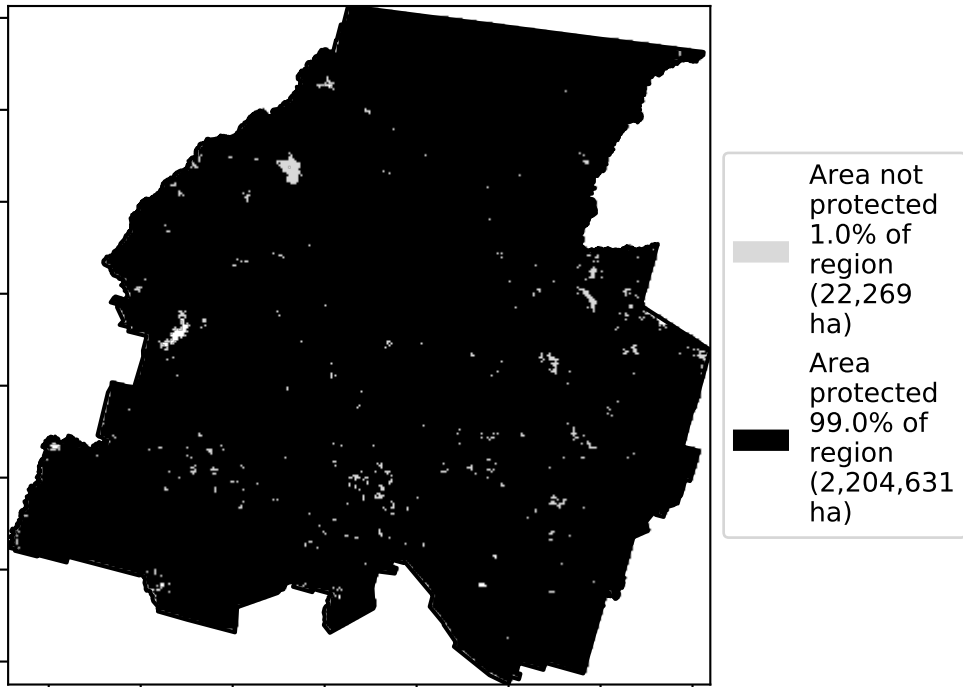 Area not
protected
1.0% of
region
(22,269
ha)
Area
protected
99.0% of
region
(2,204,631
ha)